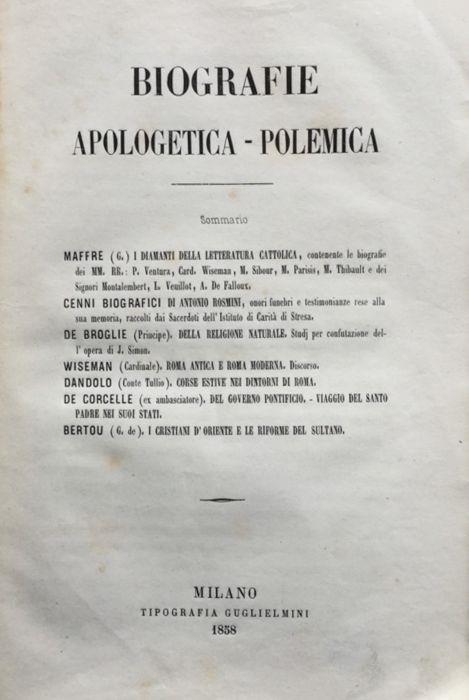 BIOGRAFIE
APOLOGETICA - POLEMICA
Sommario
MAFFRE (G.) I DIAMANTI DELLA LETTERATURA CATTOLICA, contenente le biografie
dei MM. RR.: P. Ventura, Card. Wiseman, M. Sibour, M. Parisis, M. Thibault e dei
Signori Montalembert, L. Veuillot, A. De Falloux.
CENNI BIOGRAFICI DI ANTONIO ROSMINI, onori funebri e testimonianze rese alla
sua memoria, raccolti dai Sacerdoti dell'Istituto di Carità di Stresa.
DE BROGLIE (Principe). DELLA RELIGIONE NATURALE. Studj per confutazione del-
l'opera di J. Simon.
WISEMAN (Cardinale). ROMA ANTICA E ROMA MODERNA. Discorso.
DANDOLO (Conte Tullio). CORSE ESTIVE NEI DINTORNI DI ROMA.
DE CORCELLE (ex ambasciatore). DEL GOVERNO PONTIFICIO. - VIAGGIO DEL SANTO
PADRE NEI SUOI STATI.
BERTOU (G. de). I CRISTIANI D'ORIENTE E LE RIFORME DEL SULTANO.
MILANO
TIPOGRAFIA GUGLIELMINI
1858